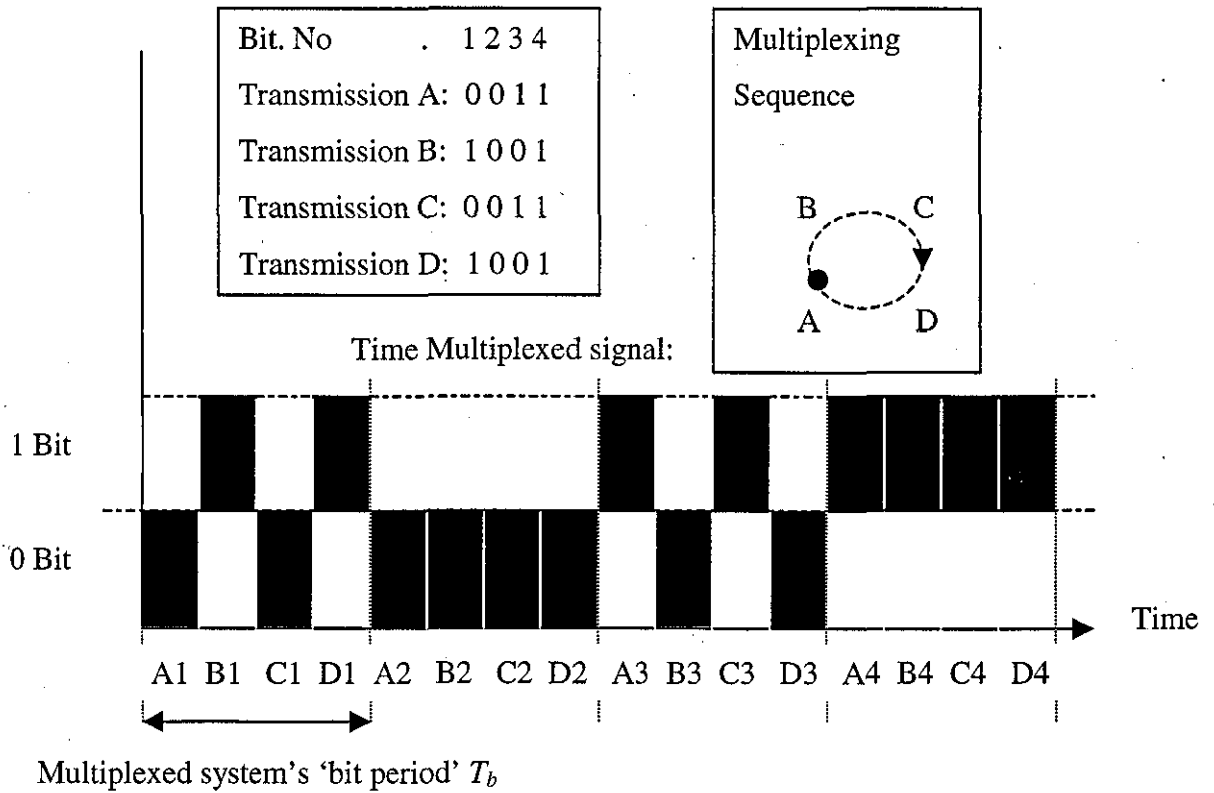 Bit. No . 1 2 3 4
Transmission A: 0 0 1 1
Transmission B: 1 0 0 1
Transmission C: 0 0 1 1
Transmission D: 1 0 0 1
Multiplexing
Sequence
B C
A D
Time Multiplexed signal:
1 Bit
0 Bit
Time
A1 B1 C1 D1 A2 B2 C2 D2 A3 B3 C3 D3 A4 B4 C4 D4
Multiplexed system's 'bit period' T_b